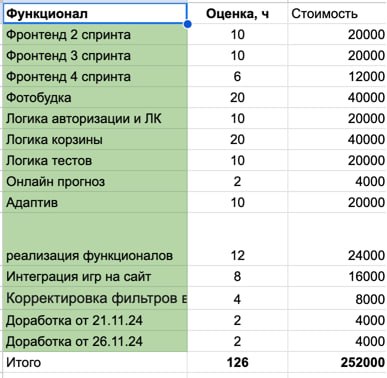 Функционал Оценка, ч Стоимость
Фронтенд 2 спринта 10 20000
Фронтенд 3 спринта 10 20000
Фронтенд 4 спринта 6 12000
Фотобудка 20 40000
Логика авторизации и ЛК 10 20000
Логика корзины 20 40000
Логика тестов 10 20000
Онлайн прогноз 2 4000
Адаптив 10 20000
реализация функционалов 12 24000
Интеграция игр на сайт 8 16000
Корректировка фильтров в 4 8000
Доработка от 21.11.24 2 4000
Доработка от 26.11.24 2 4000
Итого 126 252000